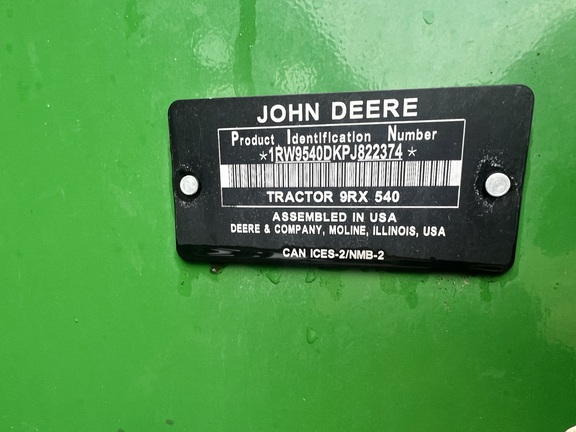 JOHN DEERE
Product Identification Number
*1RW9540DKPJ822374*
TRACTOR 9RX 540
ASSEMBLED IN USA
DEERE & COMPANY, MOLINE, ILLINOIS, USA
CAN ICES-2/NMB-2